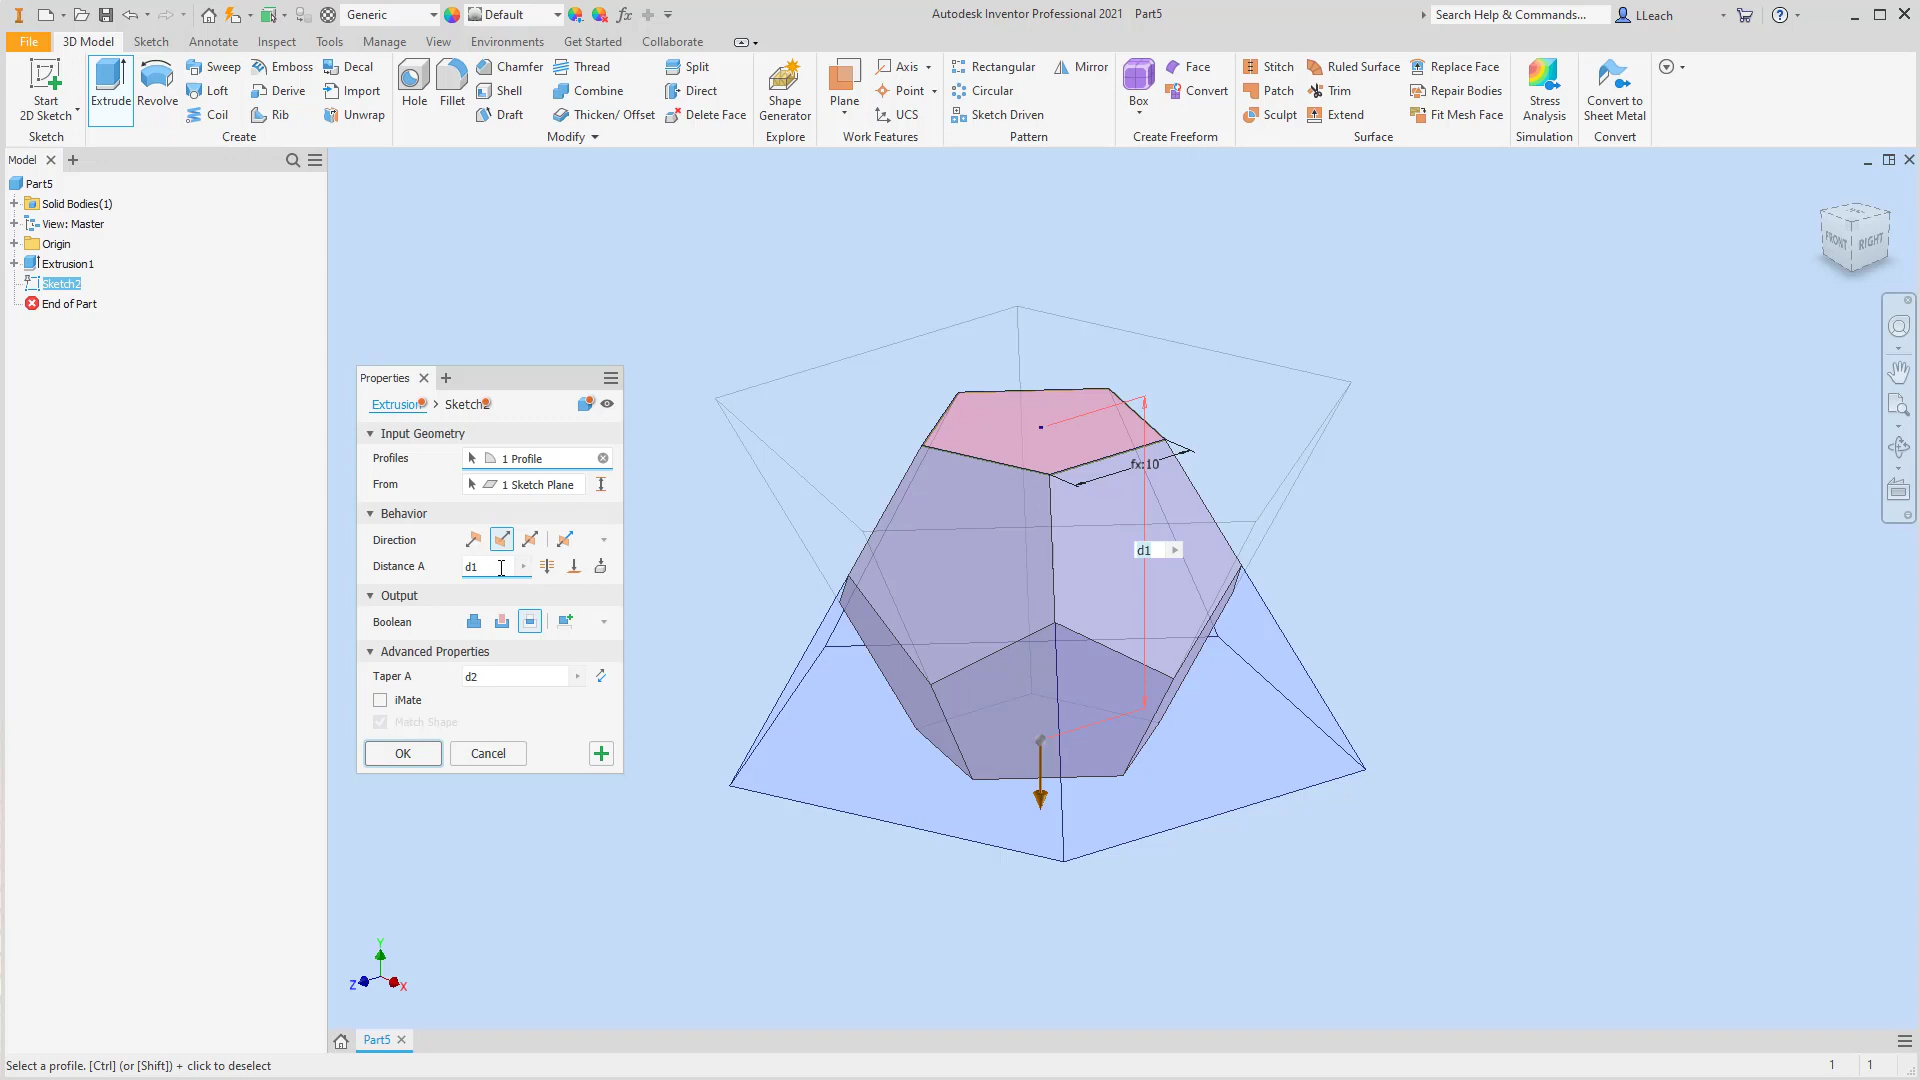 Generic
Default
fx
Autodesk Inventor Professional 2021 Part5
Search Help & Commands...
LLeach
File
3D Model
Sketch
Annotate
Inspect
Tools
Manage
View
Environments
Get Started
Collaborate
Start
2D Sketch
Sketch
Extrude
Revolve
Sweep
Loft
Coil
Emboss
Derive
Rib
Decal
Import
Unwrap
Create
Hole
Fillet
Chamfer
Shell
Draft
Thread
Combine
Thicken/ Offset
Split
Direct
Delete Face
Modify
Shape
Generator
Explore
Plane
Axis
Point
UCS
Work Features
Rectangular
Circular
Sketch Driven
Mirror
Pattern
Box
Face
Convert
Create Freeform
Stitch
Patch
Sculpt
Ruled Surface
Trim
Extend
Replace Face
Repair Bodies
Fit Mesh Face
Surface
Stress
Analysis
Simulation
Convert to
Sheet Metal
Convert
Model
Part5
Solid Bodies(1)
View: Master
Origin
Extrusion1
Sketch2
End of Part
Properties
Extrusion > Sketch2
Input Geometry
Profiles 1 Profile
From 1 Sketch Plane
Behavior
Direction
Distance A d1
Output
Boolean
Advanced Properties
Taper A d2
iMate
Match Shape
OK Cancel
fx:10
d1
FRONT
RIGHT
Y
Z
X
Part5
Select a profile. [Ctrl] (or [Shift]) + click to deselect
1 1